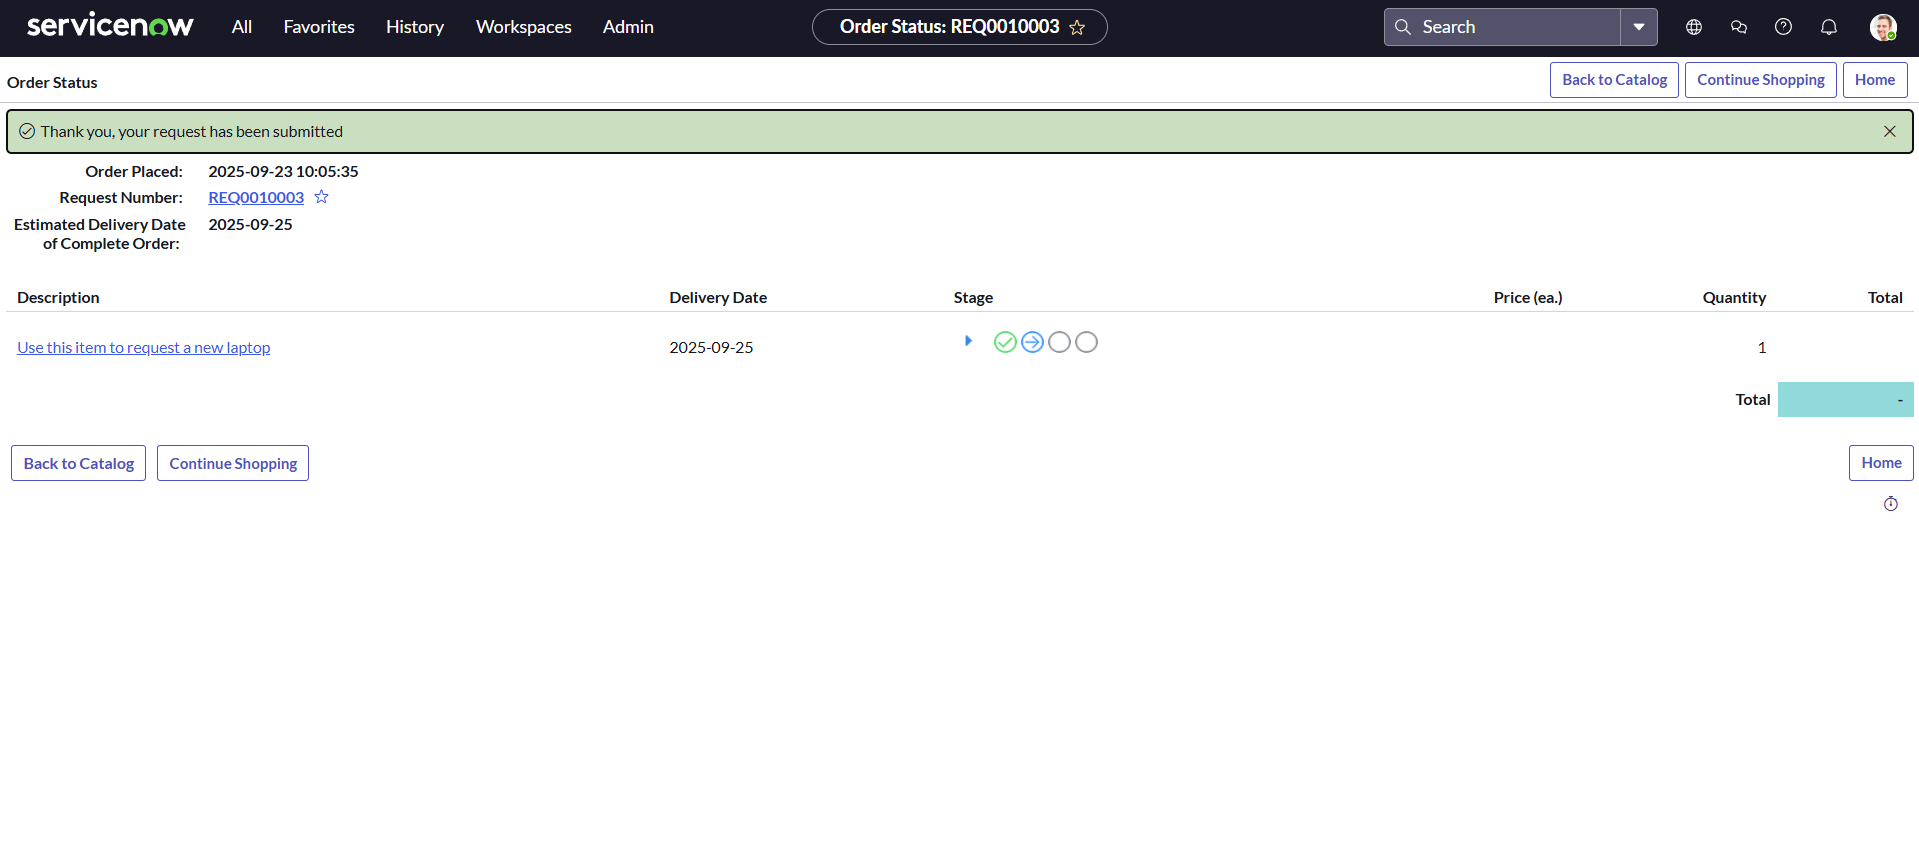 servicenow All Favorites History Workspaces Admin Order Status: REQ0010003 Search
Order Status Back to Catalog Continue Shopping Home
Thank you, your request has been submitted
Order Placed: 2025-09-23 10:05:35
Request Number: REQ0010003
Estimated Delivery Date 2025-09-25
of Complete Order:
Description Delivery Date Stage Price (ea.) Quantity Total
Use this item to request a new laptop 2025-09-25 1
Total -
Back to Catalog Continue Shopping Home